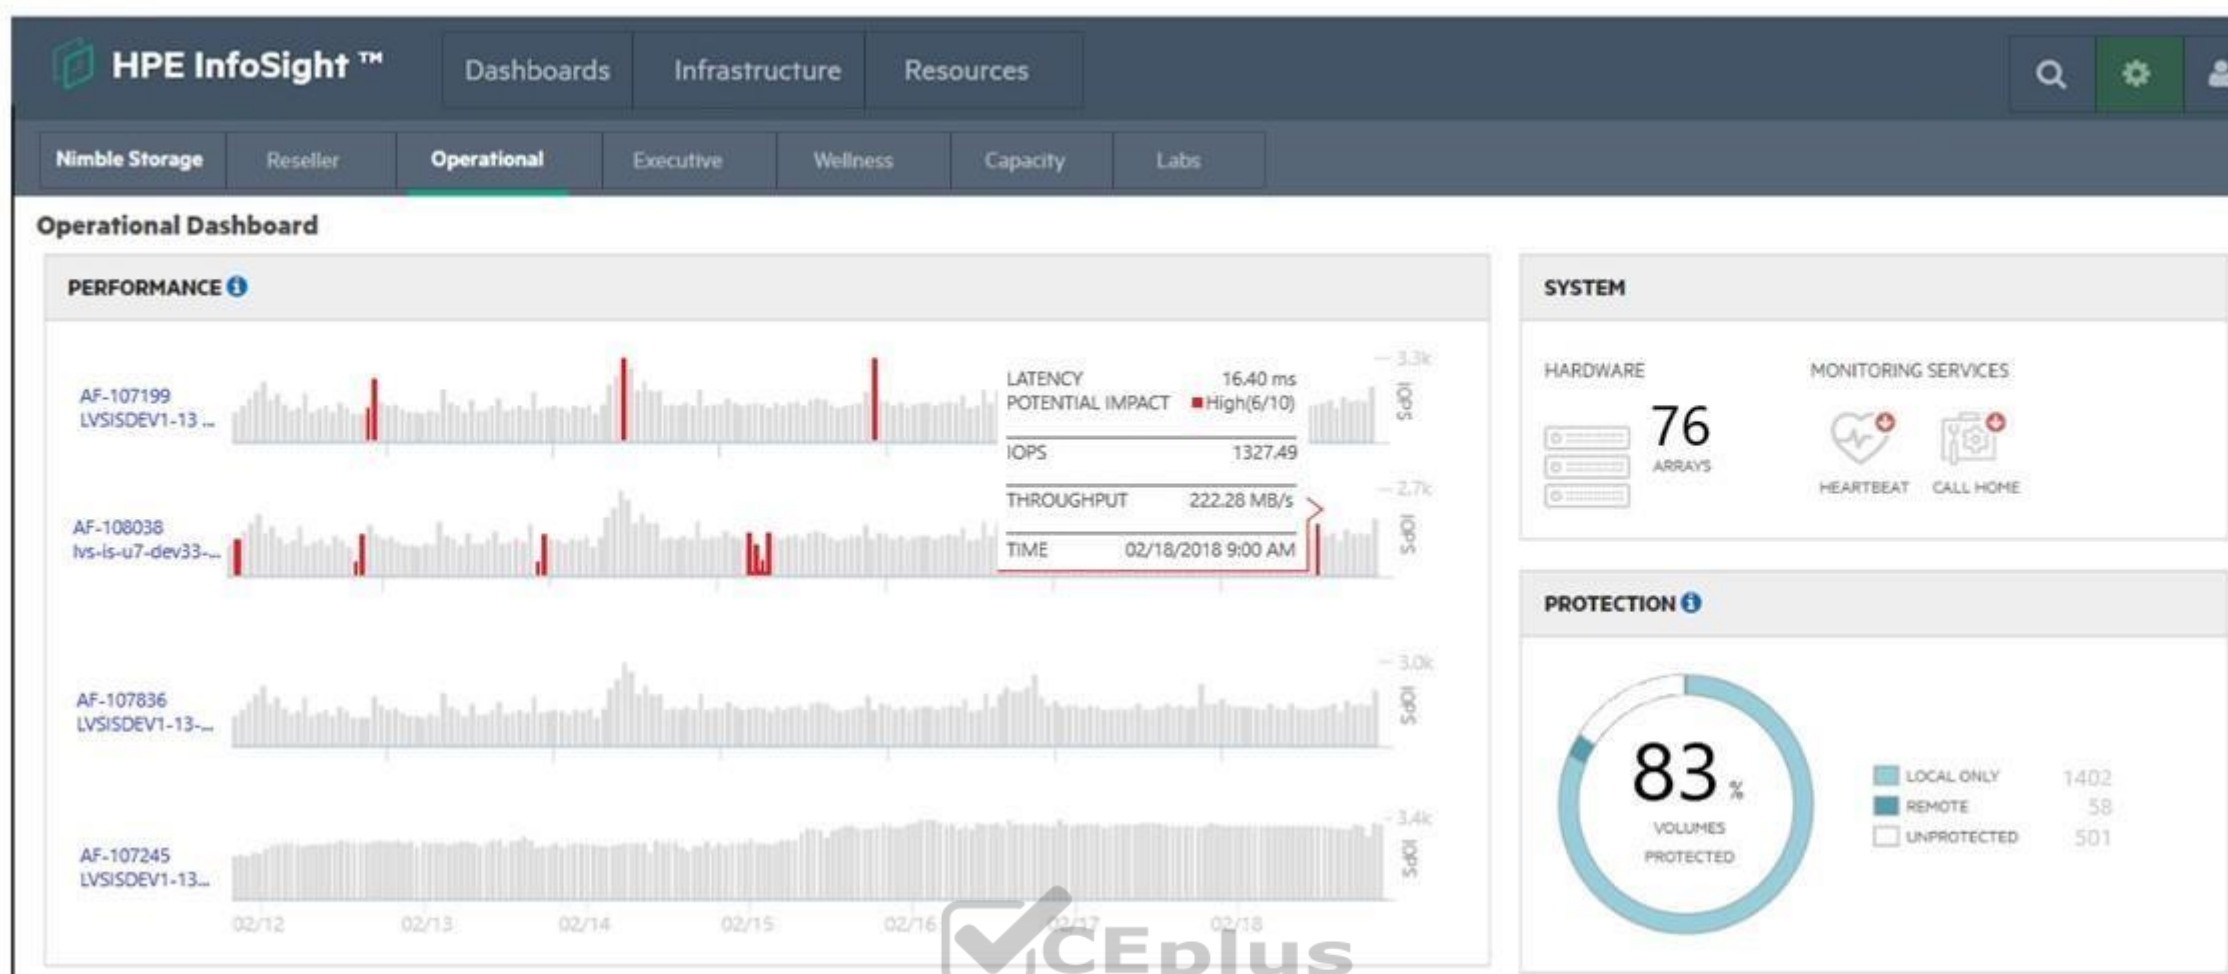 HPE InfoSight ™ Dashboards Infrastructure Resources
Nimble Storage Reseller Operational Executive Wellness Capacity Labs
Operational Dashboard
PERFORMANCE
AF-107199
LVSISDEV1-13 ...
3.3k
IOPS
LATENCY 16.40 ms
POTENTIAL IMPACT High(6/10)
IOPS 1327.49
THROUGHPUT 222.28 MB/s
TIME 02/18/2018 9:00 AM
AF-108038
lvs-is-u7-dev33-...
2.7k
IOPS
AF-107836
LVSISDEV1-13-...
3.0k
IOPS
AF-107245
LVSISDEV1-13...
3.4k
IOPS
02/12 02/13 02/14 02/15 02/16 02/17 02/18
SYSTEM
HARDWARE
76
ARRAYS
MONITORING SERVICES
HEARTBEAT CALL HOME
PROTECTION
83 %
VOLUMES
PROTECTED
LOCAL ONLY 1402
REMOTE 58
UNPROTECTED 501
CEplus